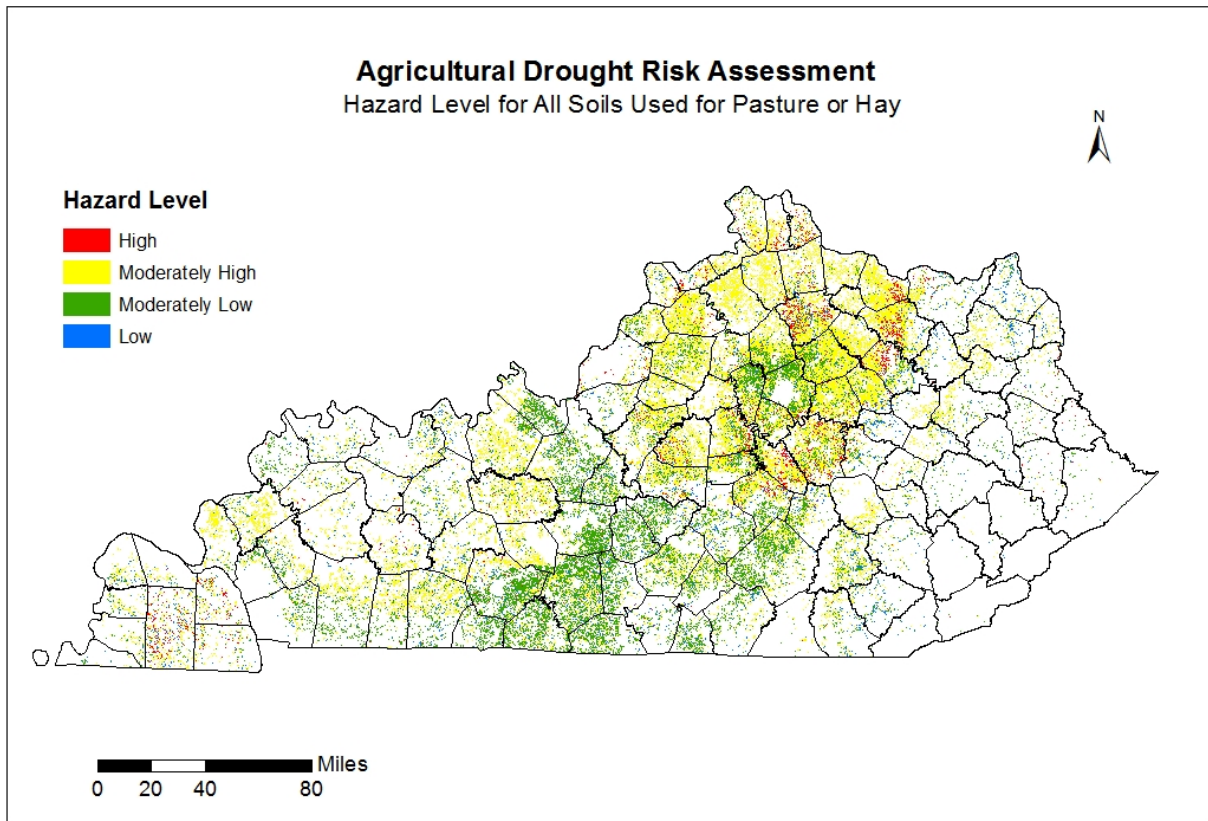 Agricultural Drought Risk Assessment
Hazard Level for All Soils Used for Pasture or Hay
N
Hazard Level
High
Moderately High
Moderately Low
Low
Miles
0 20 40 80